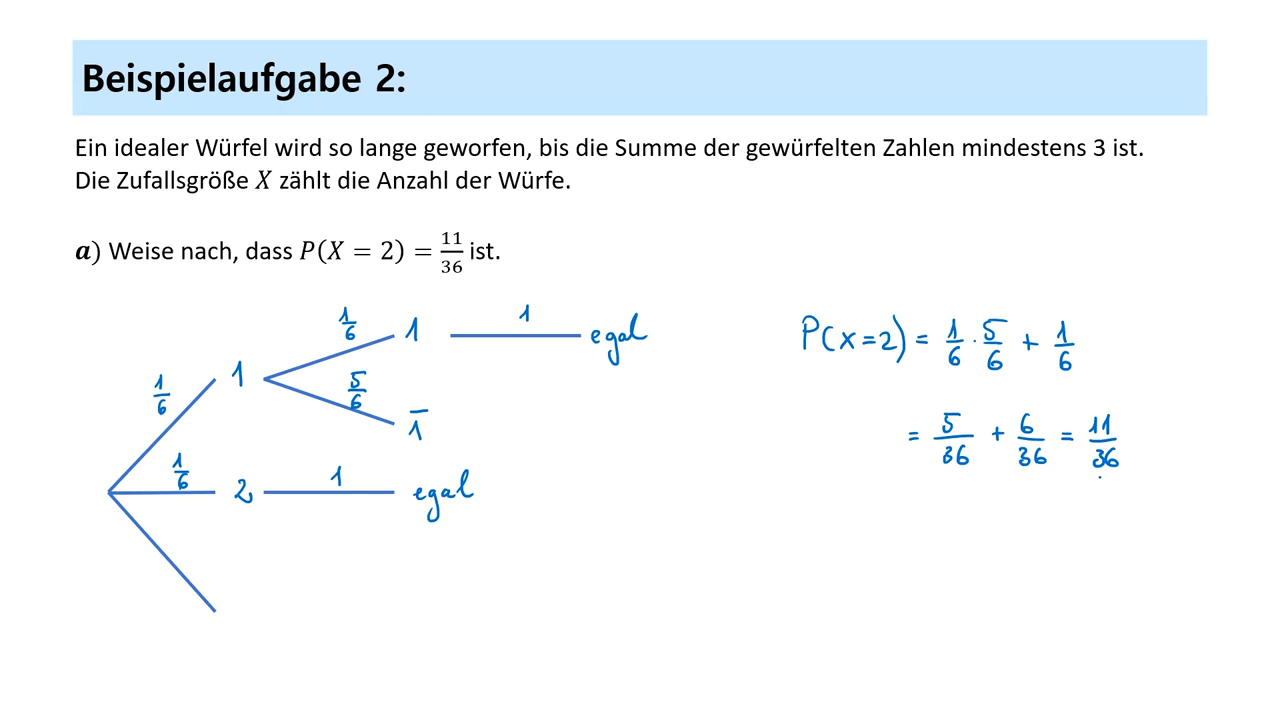 Beispielaufgabe 2:
Ein idealer Würfel wird so lange geworfen, bis die Summe der gewürfelten Zahlen mindestens 3 ist.
Die Zufallsgröße X zählt die Anzahl der Würfe.
a) Weise nach, dass P(X = 2) = 11/36 ist.
1/6 1 1/6 1 1 egal
5/6 1̅
1/6 2 1 egal
P(X=2) = 1/6 · 5/6 + 1/6
= 5/36 + 6/36 = 11/36